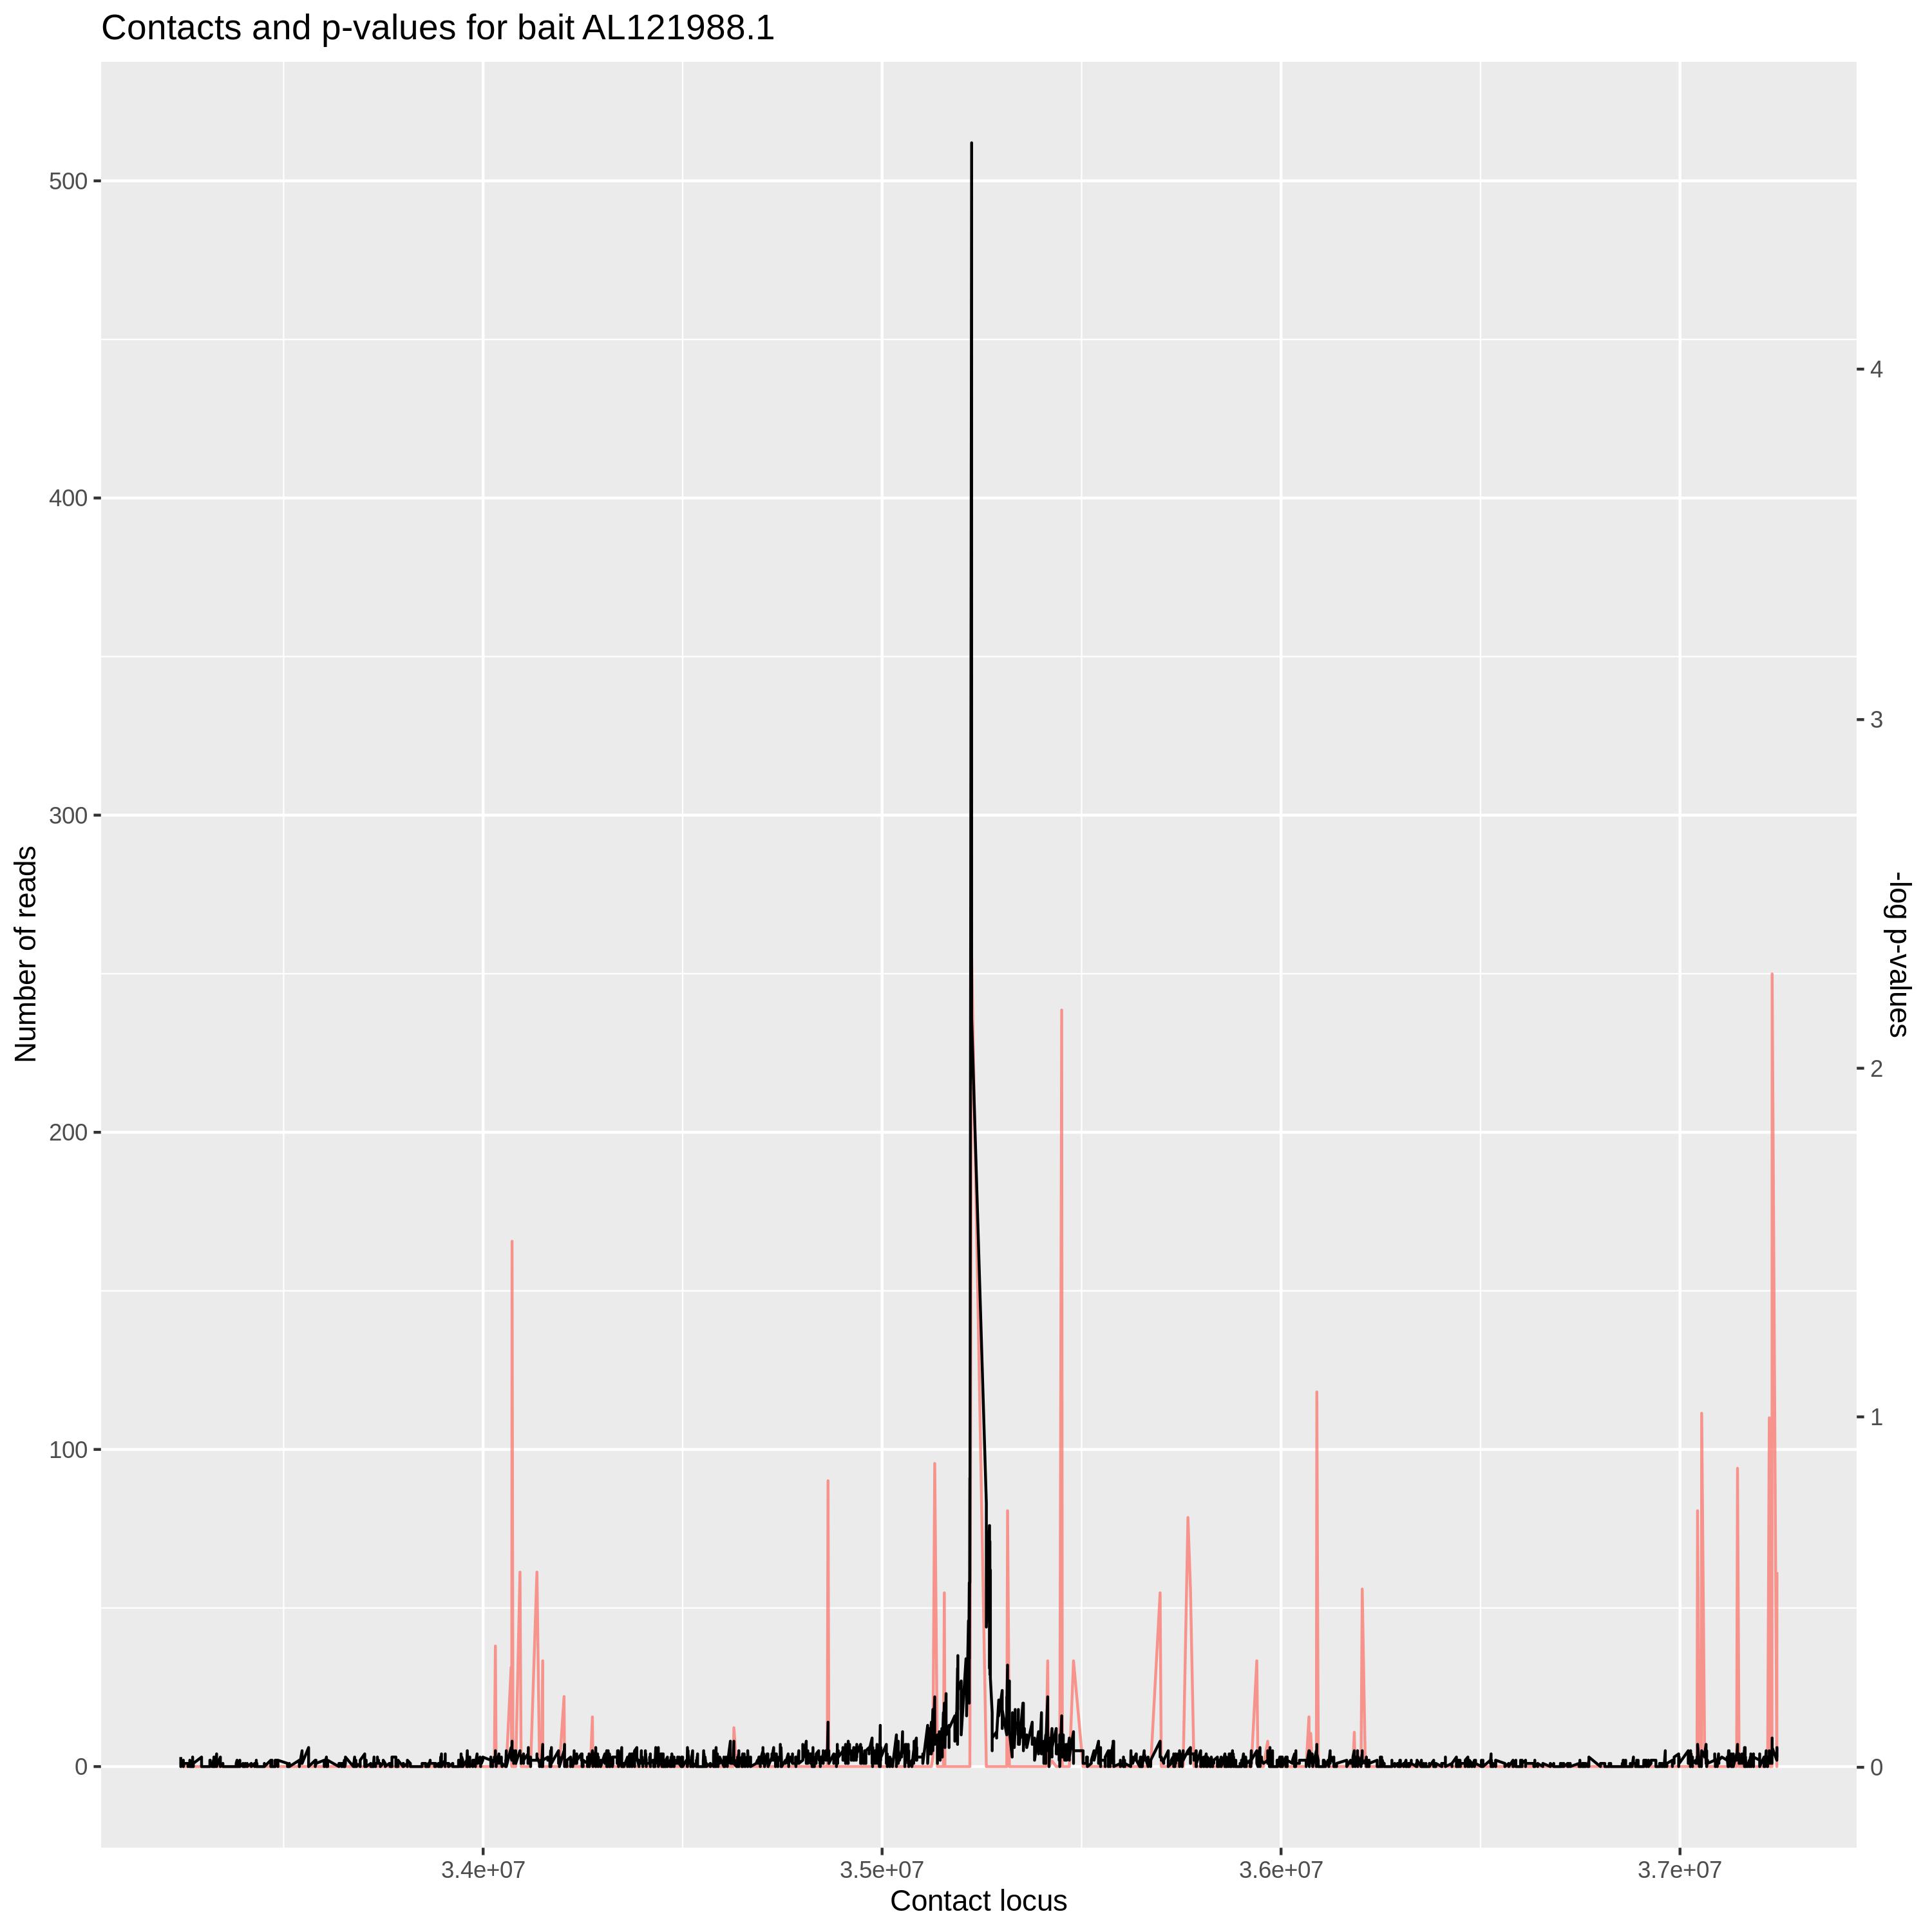 Contacts and p-values for bait AL121988.1
500
400
300
200
100
0
Number of reads
4
3
2
1
0
-log p-values
3.4e+07 3.5e+07 3.6e+07 3.7e+07
Contact locus